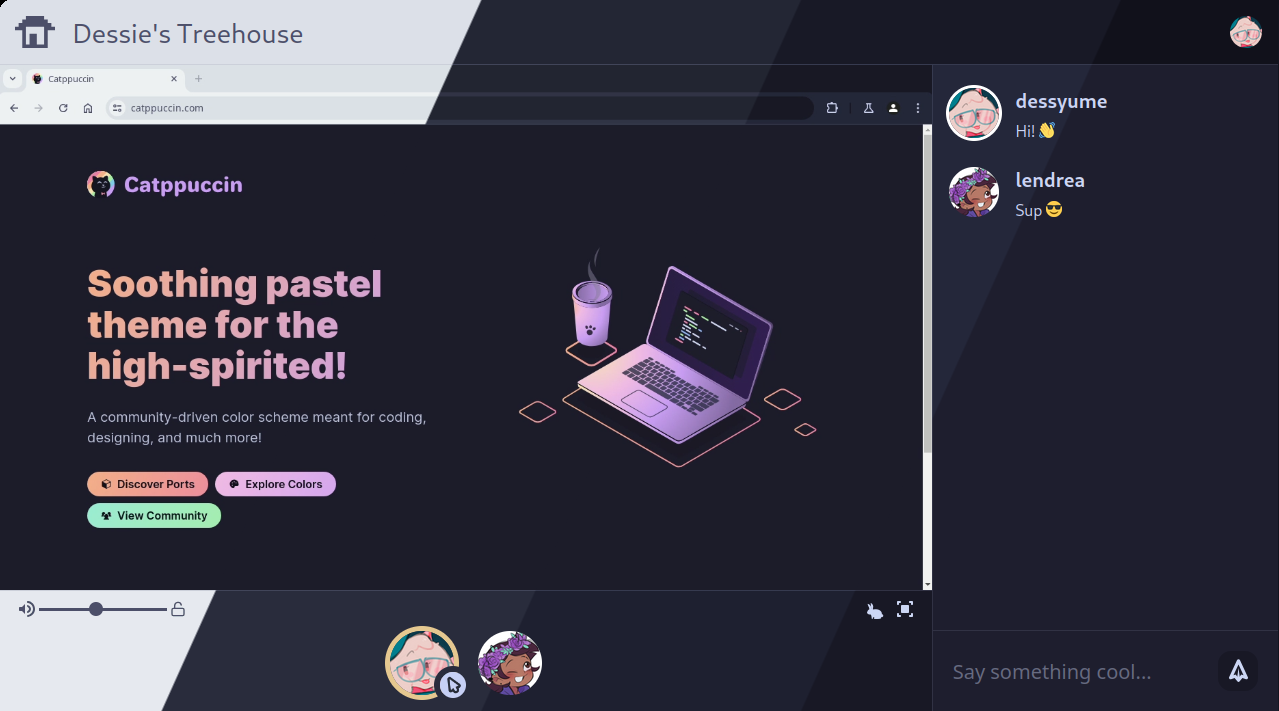 Dessie's Treehouse
Catppuccin
catppuccin.com
Catppuccin
Soothing pastel
theme for the
high-spirited!
A community-driven color scheme meant for coding,
designing, and much more!
Discover Ports
Explore Colors
View Community
dessyume
Hi! 👋
lendrea
Sup 😎
Say something cool...